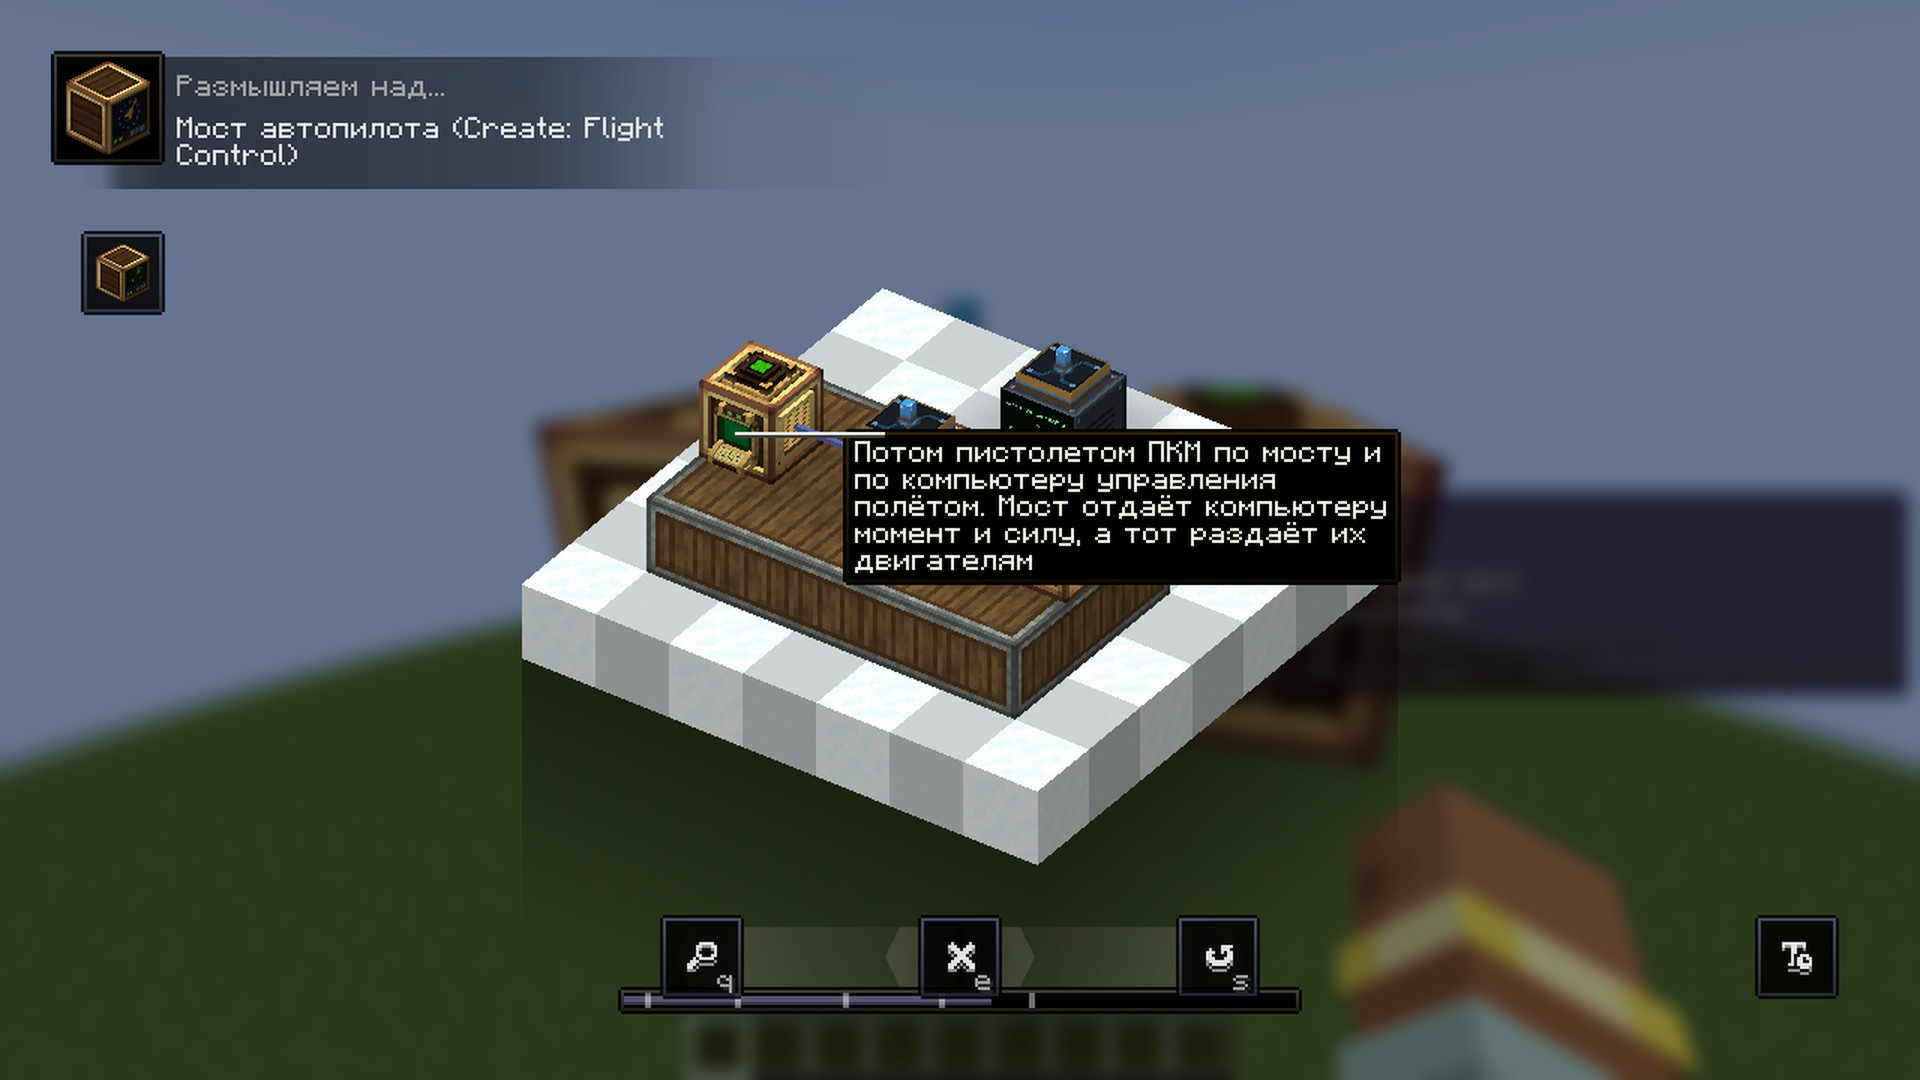 Размышляем над...
Мост автопилота (Create: Flight
Control)
Потом пистолетом ПКМ по мосту и
по компьютеру управления
полётом. Мост отдаёт компьютеру
момент и силу, а тот раздаёт их
двигателям
q
e
s